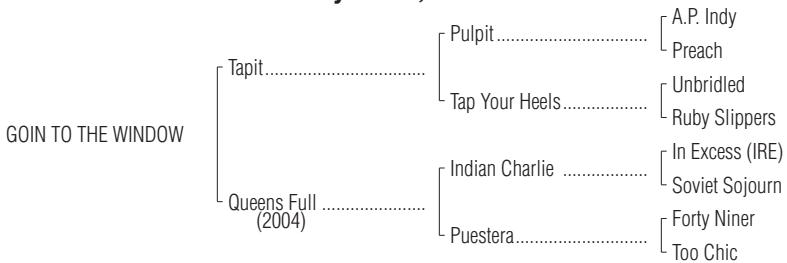 A.P. Indy
Pulpit................................
Preach
Tapit..................................
Unbridled
Tap Your Heels..................
Ruby Slippers
GOIN TO THE WINDOW
In Excess (IRE)
Indian Charlie ..................
Soviet Sojourn
Queens Full ......................
(2004)
Forty Niner
Puestera............................
Too Chic